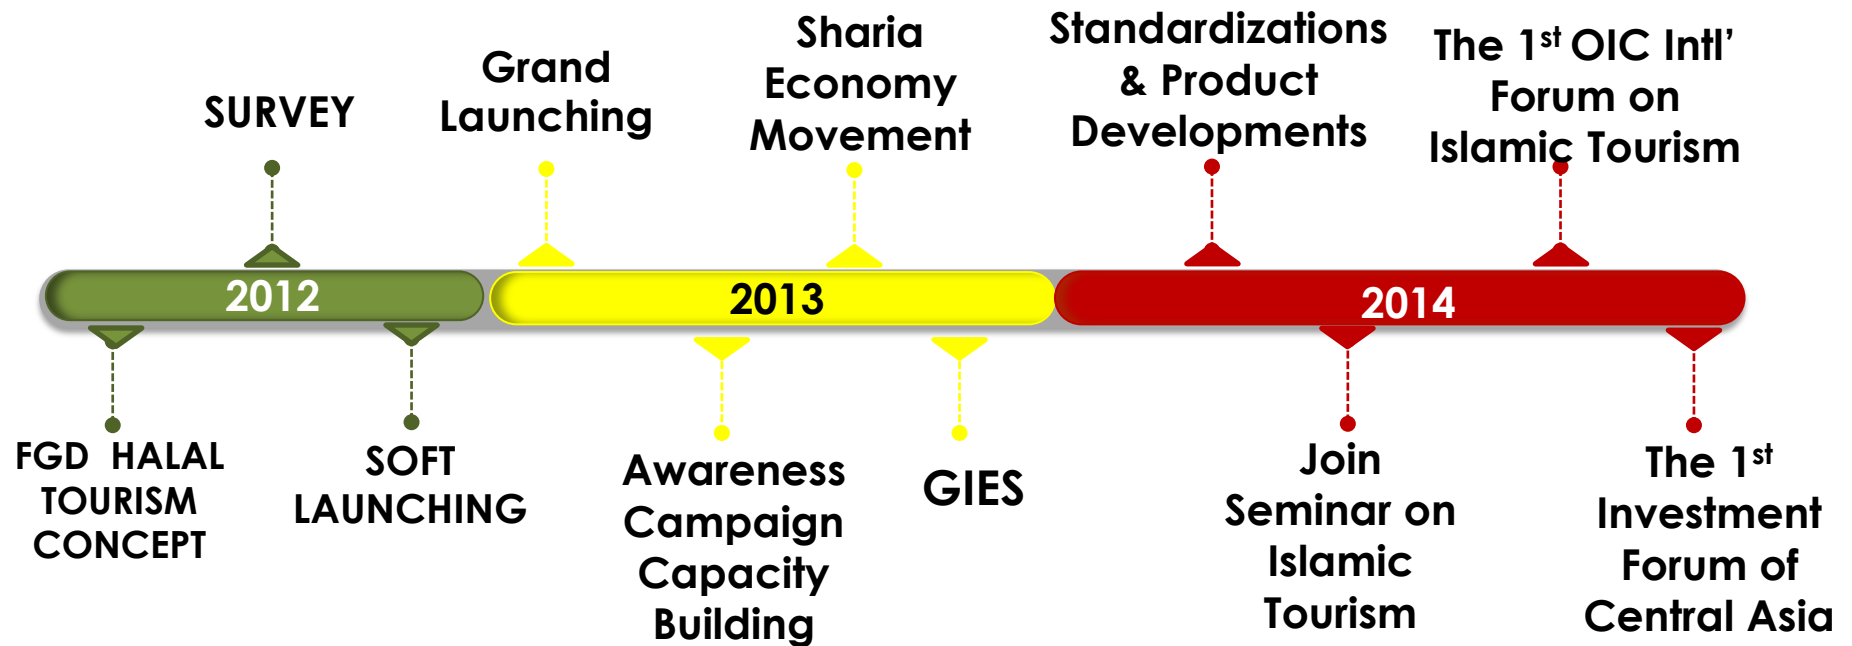 SURVEY
Grand
Launching
Sharia
Economy
Movement
Standardizations
& Product
Developments
The 1st OIC Intl’
Forum on
Islamic Tourism
2012
2013
2014
FGD HALAL
TOURISM
CONCEPT
SOFT
LAUNCHING
Awareness
Campaign
Capacity
Building
GIES
Join
Seminar on
Islamic
Tourism
The 1st
Investment
Forum of
Central Asia